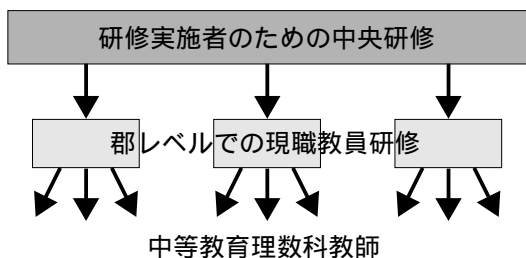 研修実施者のための中央研修
郡レベルでの現職教員研修
中等教育理数科教師